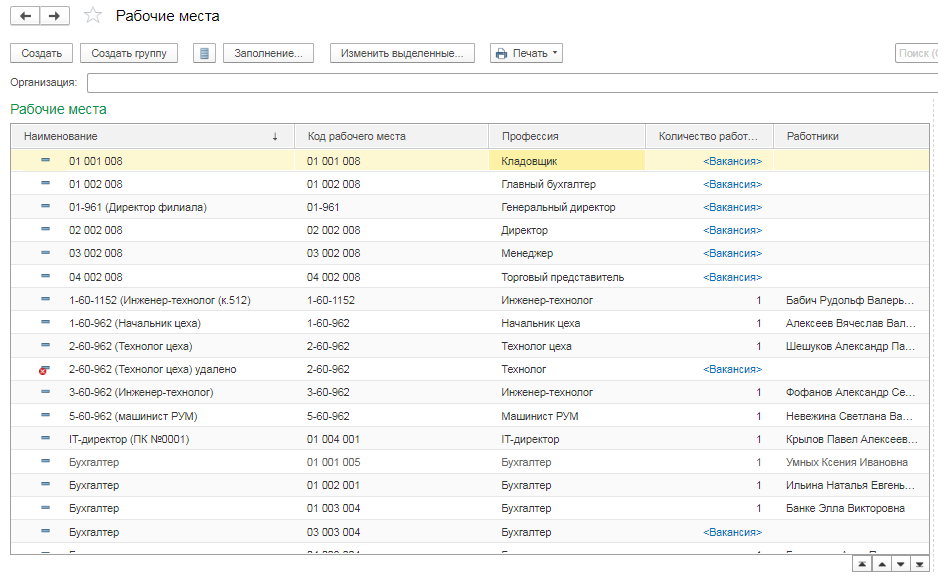 Рабочие места
Создать Создать группу Заполнение... Изменить выделенные... Печать Поиск (
Организация:
Рабочие места
Наименование ↓ Код рабочего места Профессия Количество работ... Работники
01 001 008 01 001 008 Кладовщик <Вакансия>
01 002 008 01 002 008 Главный бухгалтер <Вакансия>
01-961 (Директор филиала) 01-961 Генеральный директор <Вакансия>
02 002 008 02 002 008 Директор <Вакансия>
03 002 008 03 002 008 Менеджер <Вакансия>
04 002 008 04 002 008 Торговый представитель <Вакансия>
1-60-1152 (Инженер-технолог (к.512) 1-60-1152 Инженер-технолог 1 Бабич Рудольф Валерь...
1-60-962 (Начальник цеха) 1-60-962 Начальник цеха 1 Алексеев Вячеслав Вал...
2-60-962 (Технолог цеха) 2-60-962 Технолог цеха 1 Шешуков Александр Па...
2-60-962 (Технолог цеха) удалено 2-60-962 Технолог <Вакансия>
3-60-962 (Инженер-технолог) 3-60-962 Инженер-технолог 1 Фофанов Александр Се...
5-60-962 (машинист РУМ) 5-60-962 Машинист РУМ 1 Невежина Светлана Ва...
IT-директор (ПК №0001) 01 004 001 IT-директор 1 Крылов Павел Алексеев...
Бухгалтер 01 001 005 Бухгалтер 1 Умных Ксения Ивановна
Бухгалтер 01 002 001 Бухгалтер 1 Ильина Наталья Евгень...
Бухгалтер 01 003 004 Бухгалтер 1 Банке Элла Викторовна
Бухгалтер 03 003 004 Бухгалтер <Вакансия>